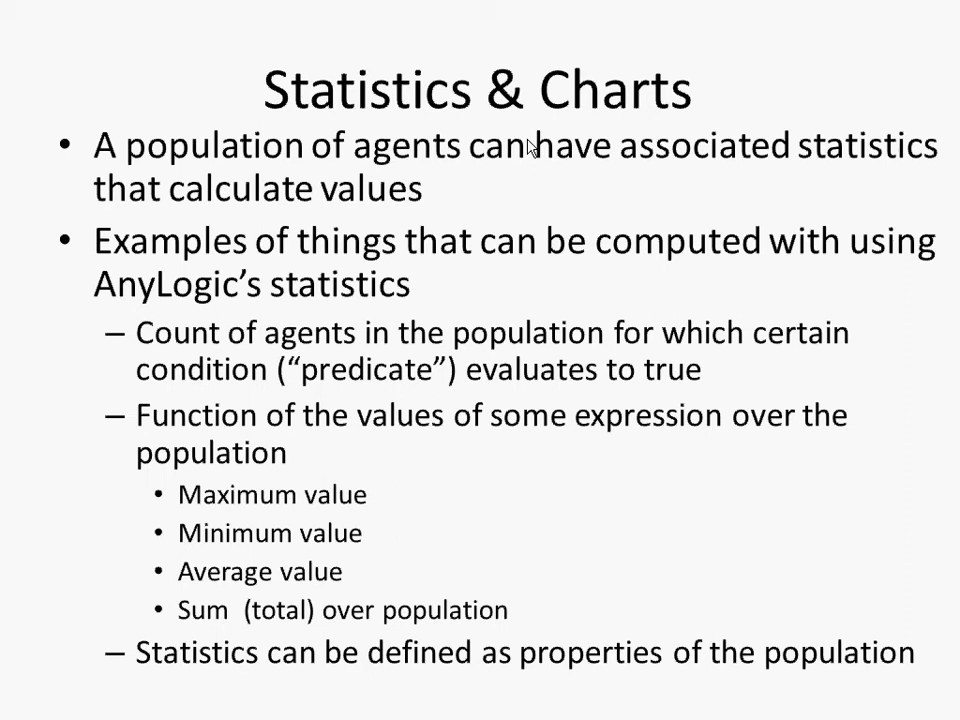 Statistics & Charts
• A population of agents can have associated statistics
that calculate values
• Examples of things that can be computed with using
AnyLogic’s statistics
– Count of agents in the population for which certain
condition (“predicate”) evaluates to true
– Function of the values of some expression over the
population
• Maximum value
• Minimum value
• Average value
• Sum  (total) over population
– Statistics can be defined as properties of the population